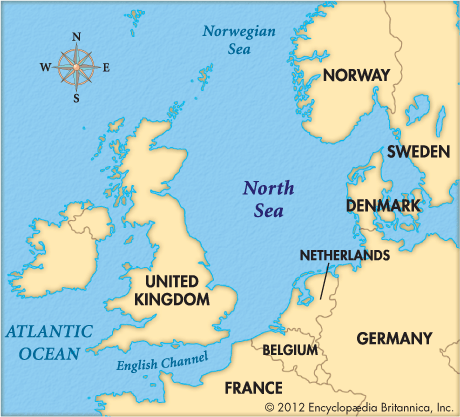 Norwegian
Sea
N
W
E
S
NORWAY
SWEDEN
North
Sea
DENMARK
NETHERLANDS
UNITED
KINGDOM
ATLANTIC
OCEAN
GERMANY
English Channel
BELGIUM
FRANCE
© 2012 Encyclopædia Britannica, Inc.